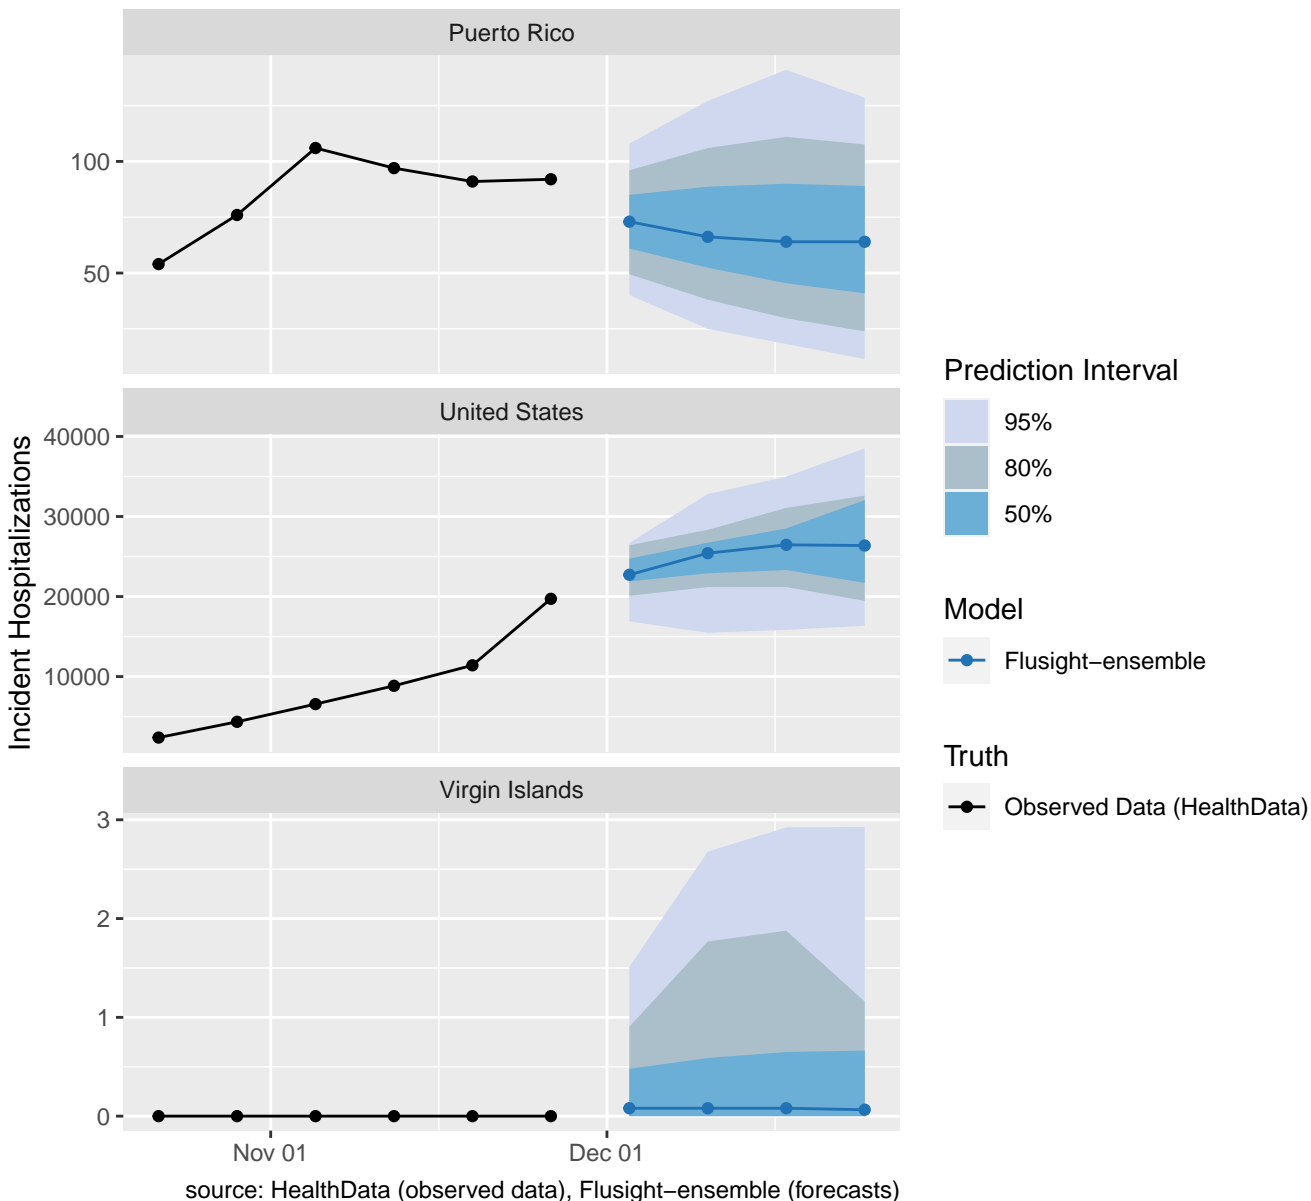 Puerto Rico
100
50
United States
40000
30000
20000
10000
Virgin Islands
3
2
1
0
Nov 01
Dec 01
Incident Hospitalizations
source: HealthData (observed data), Flusight−ensemble (forecasts)
Prediction Interval
95%
80%
50%
Model
Flusight−ensemble
Truth
Observed Data (HealthData)